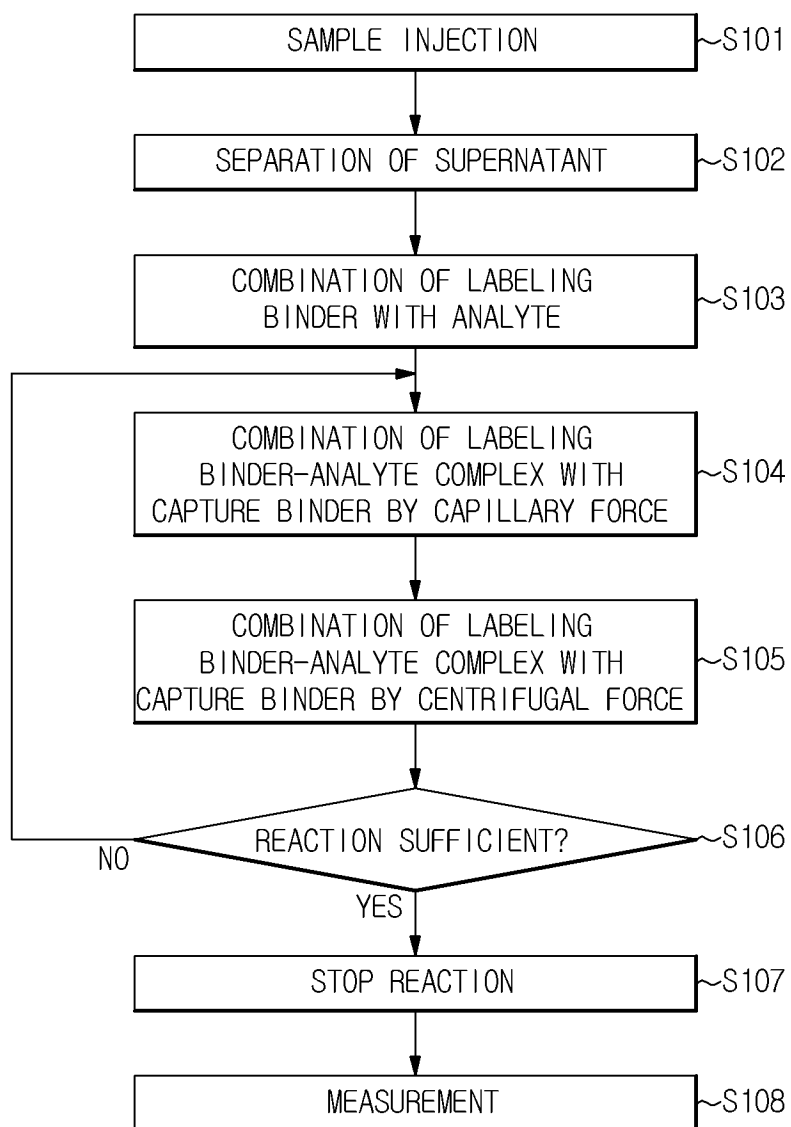 SAMPLE INJECTION
~S101
SEPARATION OF SUPERNATANT
~S102
COMBINATION OF LABELING
BINDER WITH ANALYTE
~S103
COMBINATION OF LABELING
BINDER-ANALYTE COMPLEX WITH
CAPTURE BINDER BY CAPILLARY FORCE
~S104
COMBINATION OF LABELING
BINDER-ANALYTE COMPLEX WITH
CAPTURE BINDER BY CENTRIFUGAL FORCE
~S105
REACTION SUFFICIENT?
~S106
NO
YES
STOP REACTION
~S107
MEASUREMENT
~S108